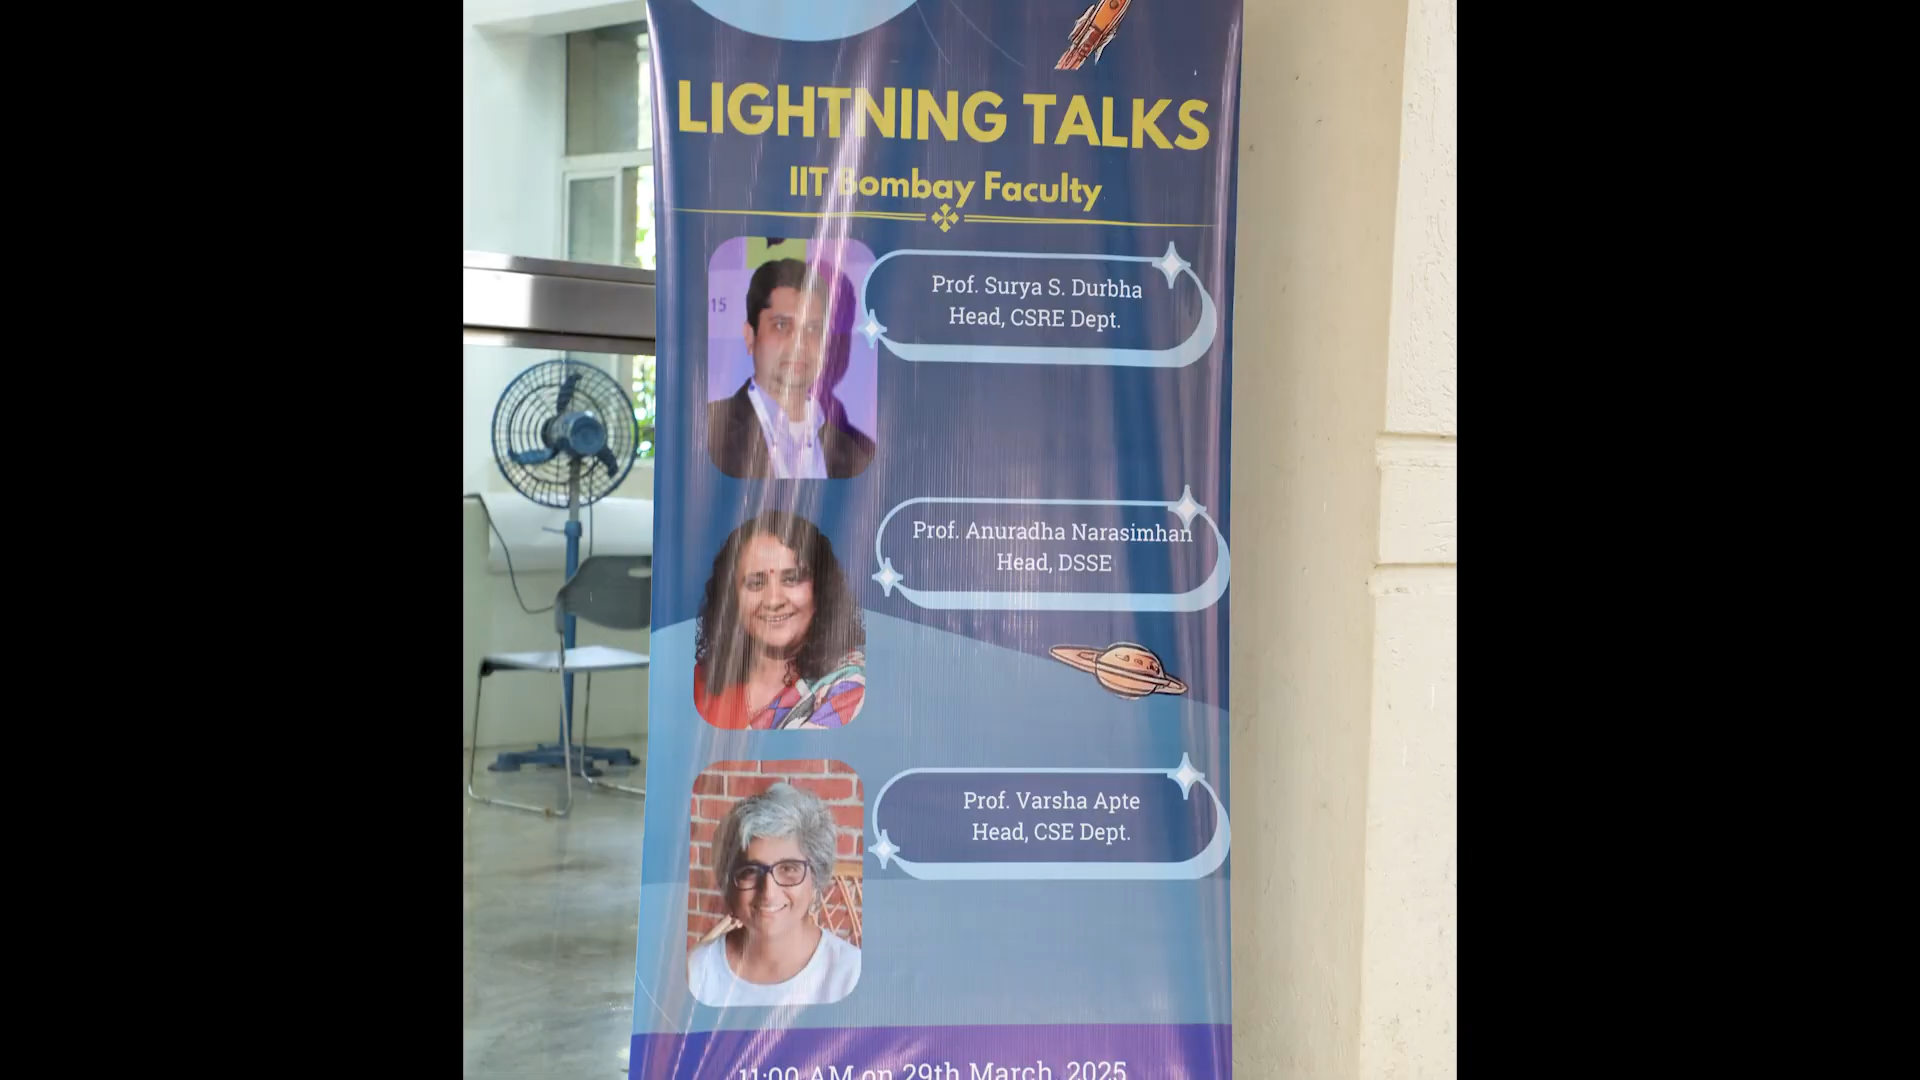 LIGHTNING TALKS
IIT Bombay Faculty
15
Prof. Surya S. Durbha
Head, CSRE Dept.
Prof. Anuradha Narasimhan
Head, DSSE
Prof. Varsha Apte
Head, CSE Dept.
11:00 AM on 29th March, 2025